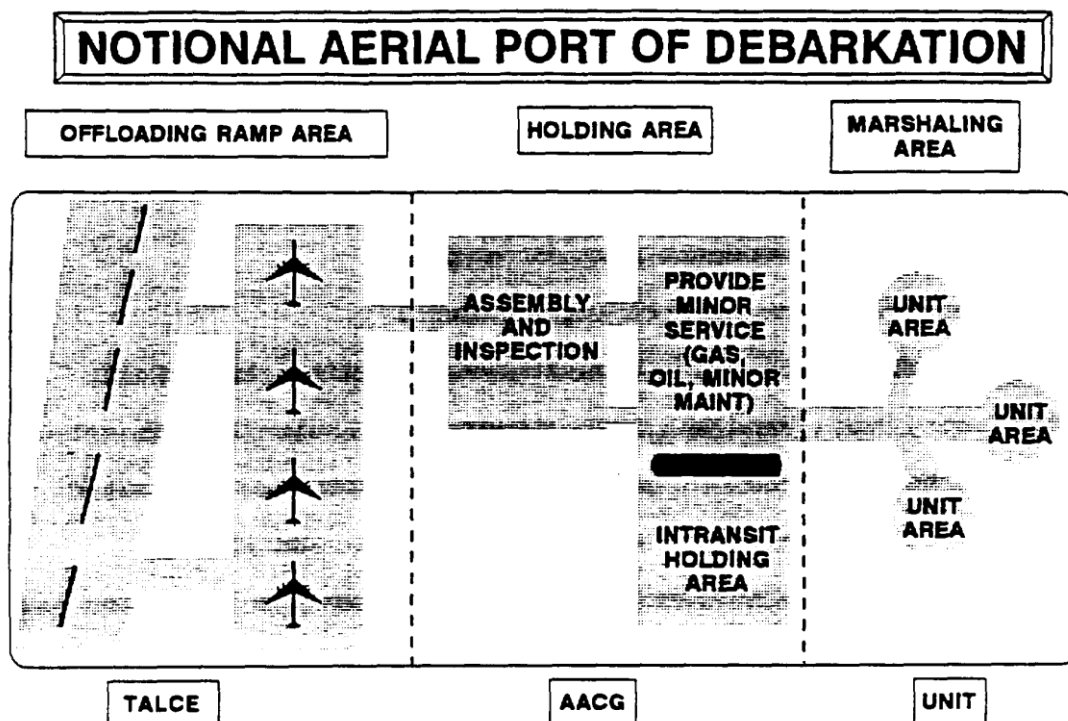 NOTIONAL AERIAL PORT OF DEBARKATION
OFFLOADING RAMP AREA
HOLDING AREA
MARSHALING
AREA
ASSEMBLY
AND
INSPECTION
PROVIDE
MINOR
SERVICE
(GAS,
OIL, MINOR
MAINT)
INTRANSIT
HOLDING
AREA
UNIT
AREA
UNIT
AREA
UNIT
AREA
TALCE
AACG
UNIT